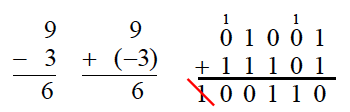 9
− 3
6
9
+ (−3)
6
1 1
0 1 0 0 1
+ 1 1 1 0 1
1 0 0 1 1 0